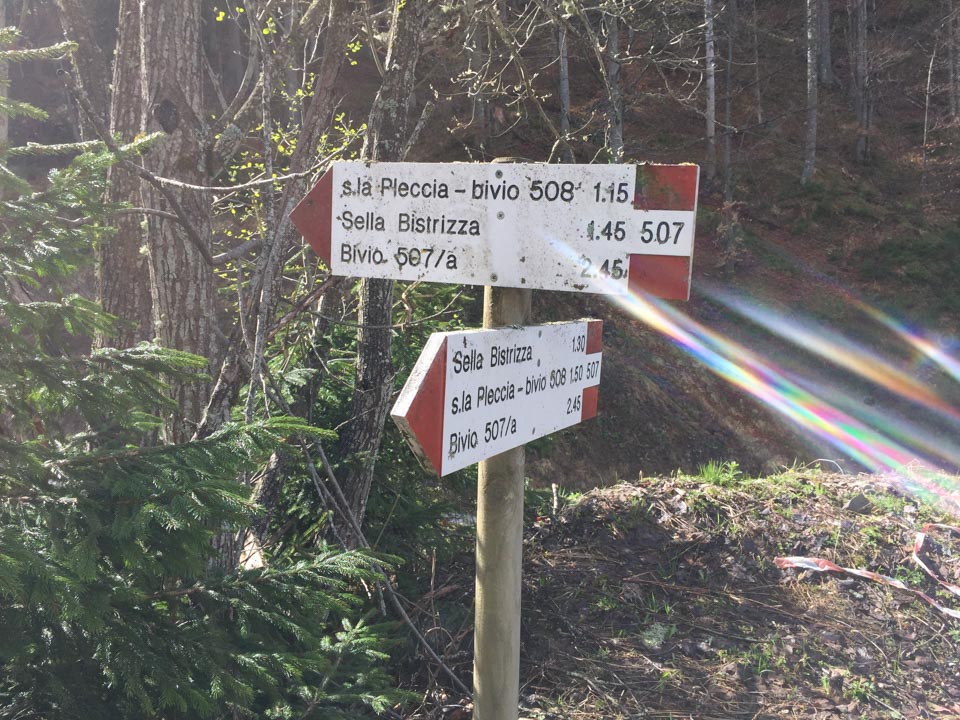 s.la Pleccia - bivio 508 1.15
Sella Bistrizza 1.45 507
Bivio 507/a 2.45
Sella Bistrizza 1.30
s.la Pleccia - bivio 508 1.50 507
Bivio 507/a 2.45